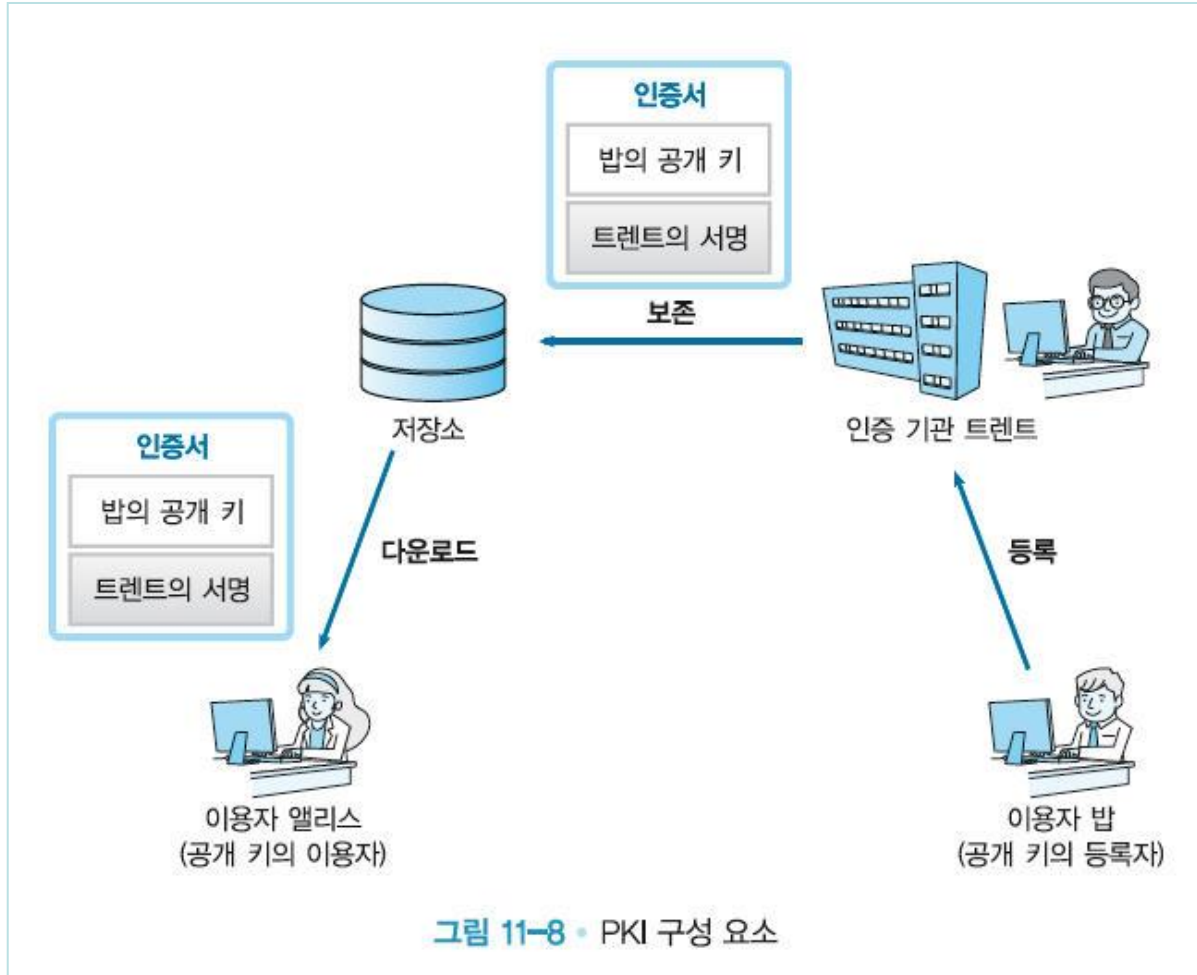 인증서
밥의 공개 키
트렌트의 서명
보존
저장소
인증 기관 트렌트
인증서
밥의 공개 키
트렌트의 서명
다운로드
등록
이용자 앨리스
(공개 키의 이용자)
이용자 밥
(공개 키의 등록자)
그림 11-8 • PKI 구성 요소